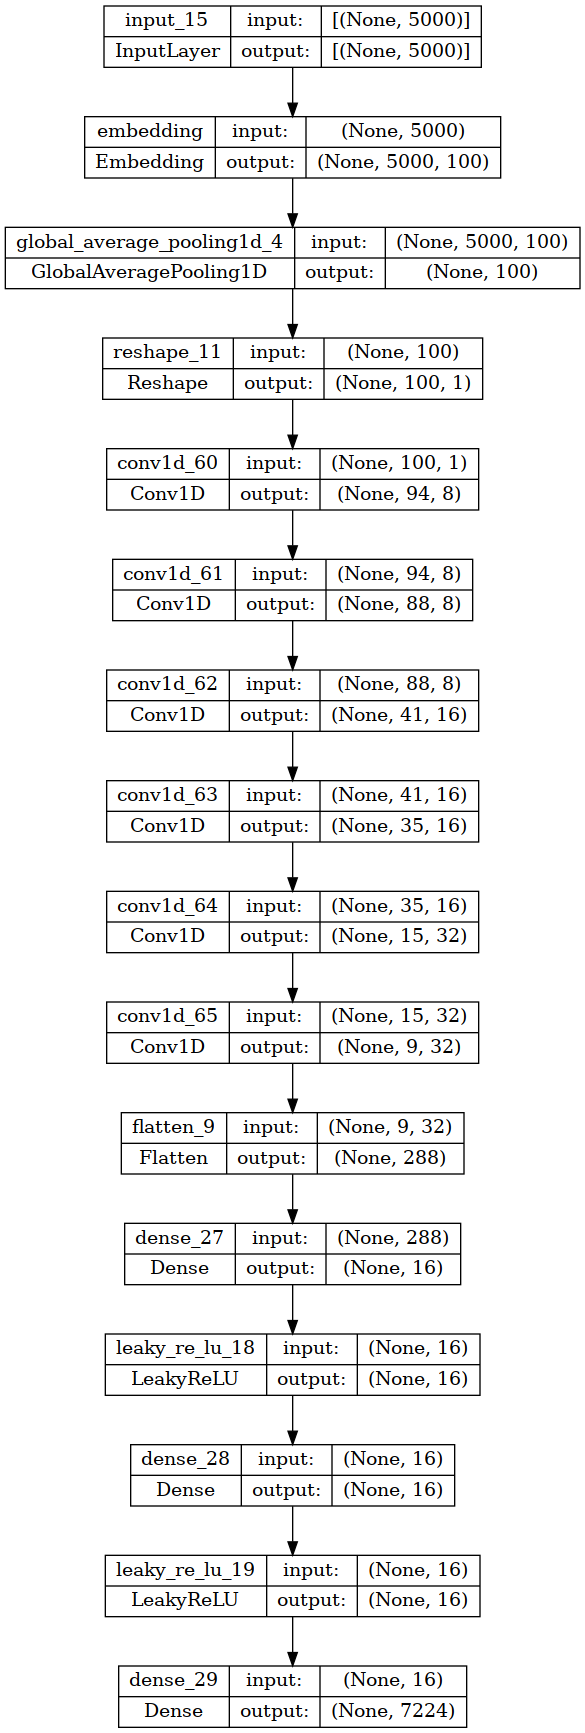 input_15 input: [(None, 5000)]
InputLayer output: [(None, 5000)]
embedding input: (None, 5000)
Embedding output: (None, 5000, 100)
global_average_pooling1d_4 input: (None, 5000, 100)
GlobalAveragePooling1D output: (None, 100)
reshape_11 input: (None, 100)
Reshape output: (None, 100, 1)
conv1d_60 input: (None, 100, 1)
Conv1D output: (None, 94, 8)
conv1d_61 input: (None, 94, 8)
Conv1D output: (None, 88, 8)
conv1d_62 input: (None, 88, 8)
Conv1D output: (None, 41, 16)
conv1d_63 input: (None, 41, 16)
Conv1D output: (None, 35, 16)
conv1d_64 input: (None, 35, 16)
Conv1D output: (None, 15, 32)
conv1d_65 input: (None, 15, 32)
Conv1D output: (None, 9, 32)
flatten_9 input: (None, 9, 32)
Flatten output: (None, 288)
dense_27 input: (None, 288)
Dense output: (None, 16)
leaky_re_lu_18 input: (None, 16)
LeakyReLU output: (None, 16)
dense_28 input: (None, 16)
Dense output: (None, 16)
leaky_re_lu_19 input: (None, 16)
LeakyReLU output: (None, 16)
dense_29 input: (None, 16)
Dense output: (None, 7224)